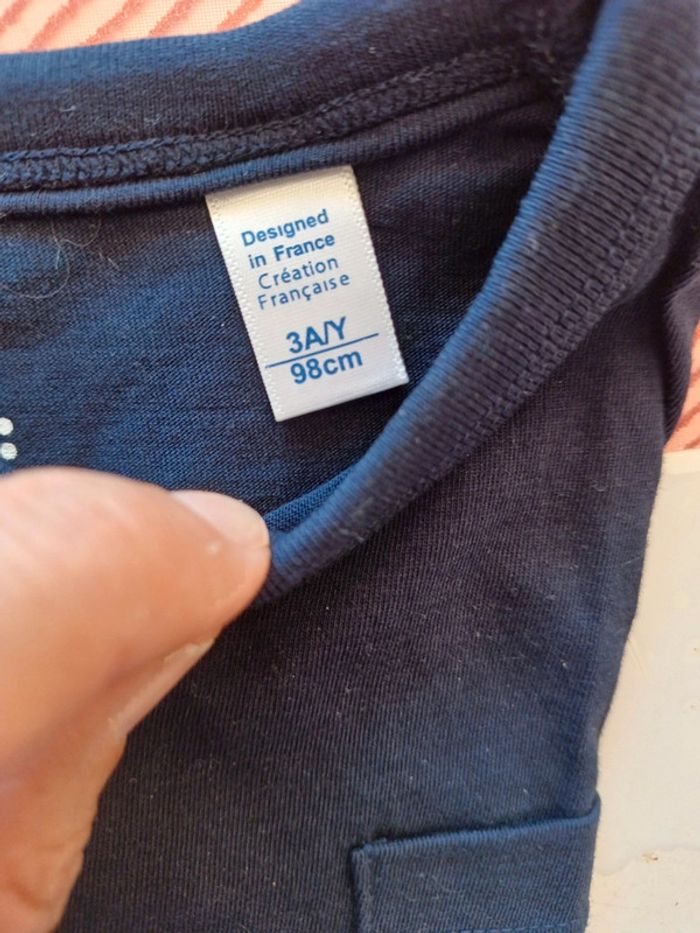 Designed
in France
Création
Française
3A/Y
98cm